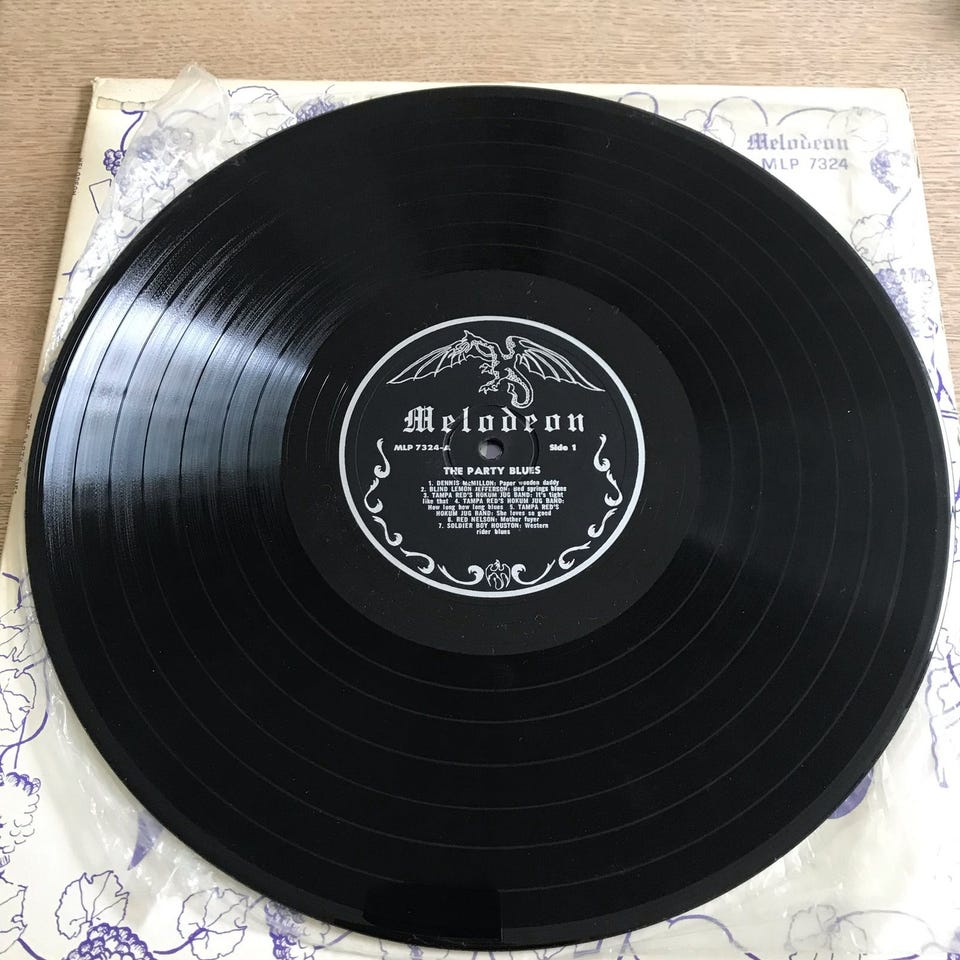 Melodeon
MLP 7324
Melodeon
MLP 7324-A Side 1
THE PARTY BLUES
1. DENNIS McMILLON: Paper wooden daddy
2. BLIND LEMON JEFFERSON: Bed springs blues
3. TAMPA RED'S HOKUM JUG BAND: It's tight
like that 4. TAMPA RED'S HOKUM JUG BAND:
How long how long blues 5. TAMPA RED'S
HOKUM JUG BAND: She loves so good
6. RED NELSON: Mother fuyer
7. SOLDIER BOY HOUSTON: Western
rider blues